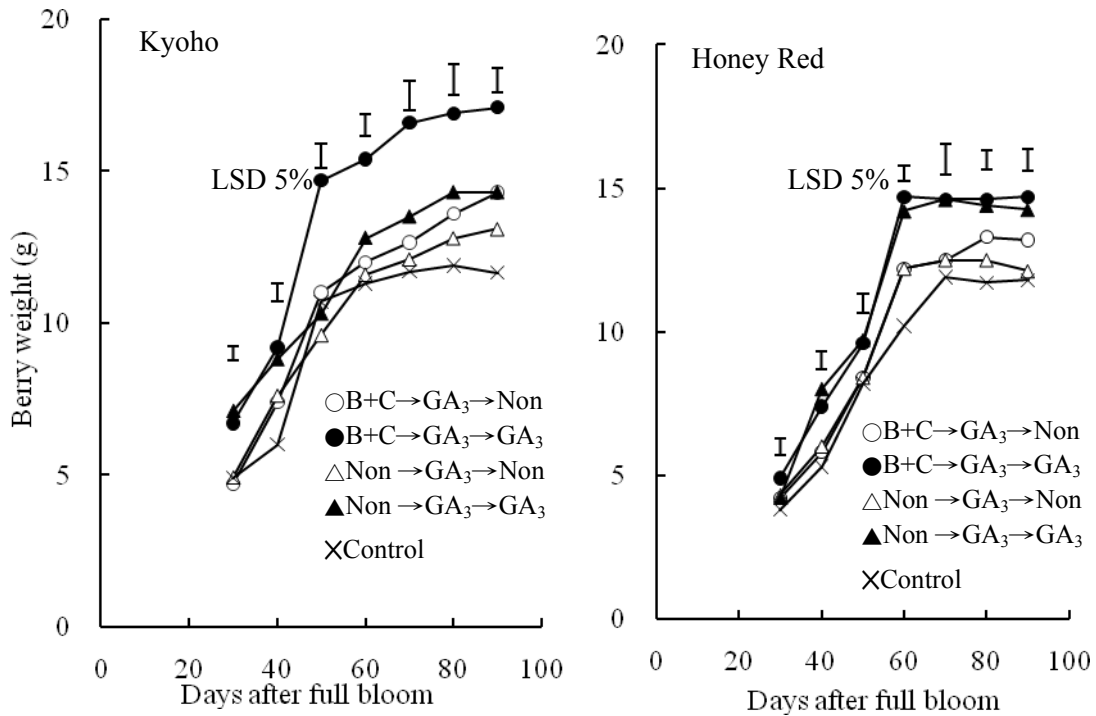 Kyoho
20
15
10
5
0
Berry weight (g)
LSD 5%
○B+C→GA₃→Non
●B+C→GA₃→GA₃
△Non →GA₃→Non
▲Non →GA₃→GA₃
×Control
0 20 40 60 80 100
Days after full bloom
Honey Red
20
15
10
5
0
LSD 5%
○B+C→GA₃→Non
●B+C→GA₃→GA₃
△Non →GA₃→Non
▲Non →GA₃→GA₃
×Control
0 20 40 60 80 100
Days after full bloom